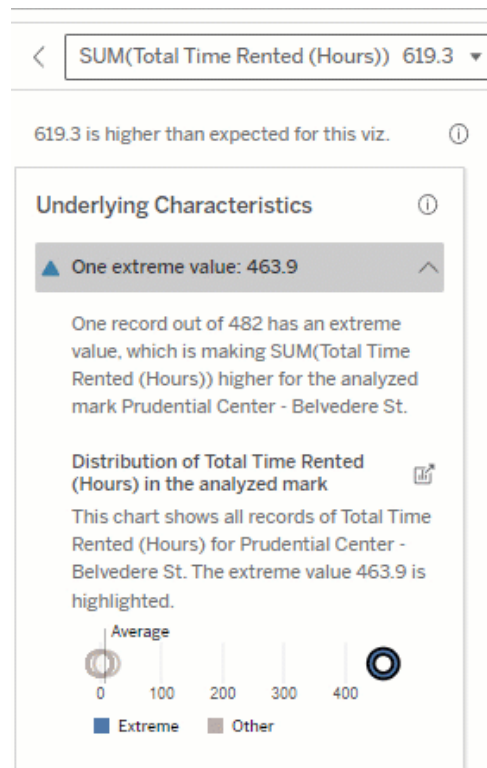 SUM(Total Time Rented (Hours)) 619.3
619.3 is higher than expected for this viz.
Underlying Characteristics
One extreme value: 463.9
One record out of 482 has an extreme
value, which is making SUM(Total Time
Rented (Hours)) higher for the analyzed
mark Prudential Center - Belvedere St.
Distribution of Total Time Rented
(Hours) in the analyzed mark
This chart shows all records of Total Time
Rented (Hours) for Prudential Center -
Belvedere St. The extreme value 463.9 is
highlighted.
Average
0 100 200 300 400
Extreme Other